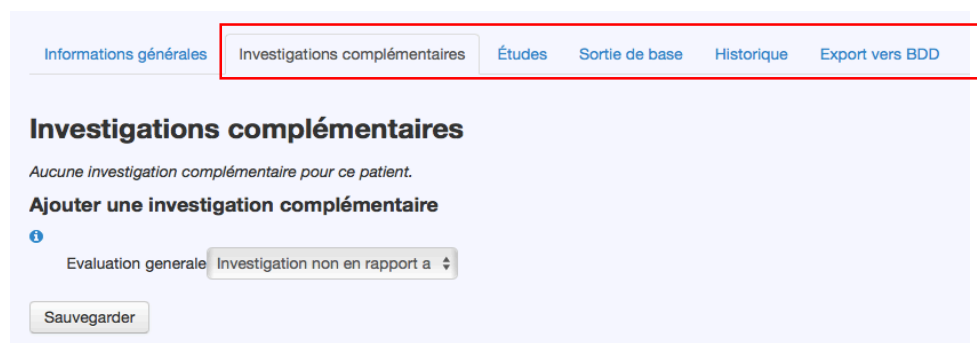 Informations générales Investigations complémentaires Études Sortie de base Historique Export vers BDD
Investigations complémentaires
Aucune investigation complémentaire pour ce patient.
Ajouter une investigation complémentaire
Evaluation generale Investigation non en rapport a
Sauvegarder